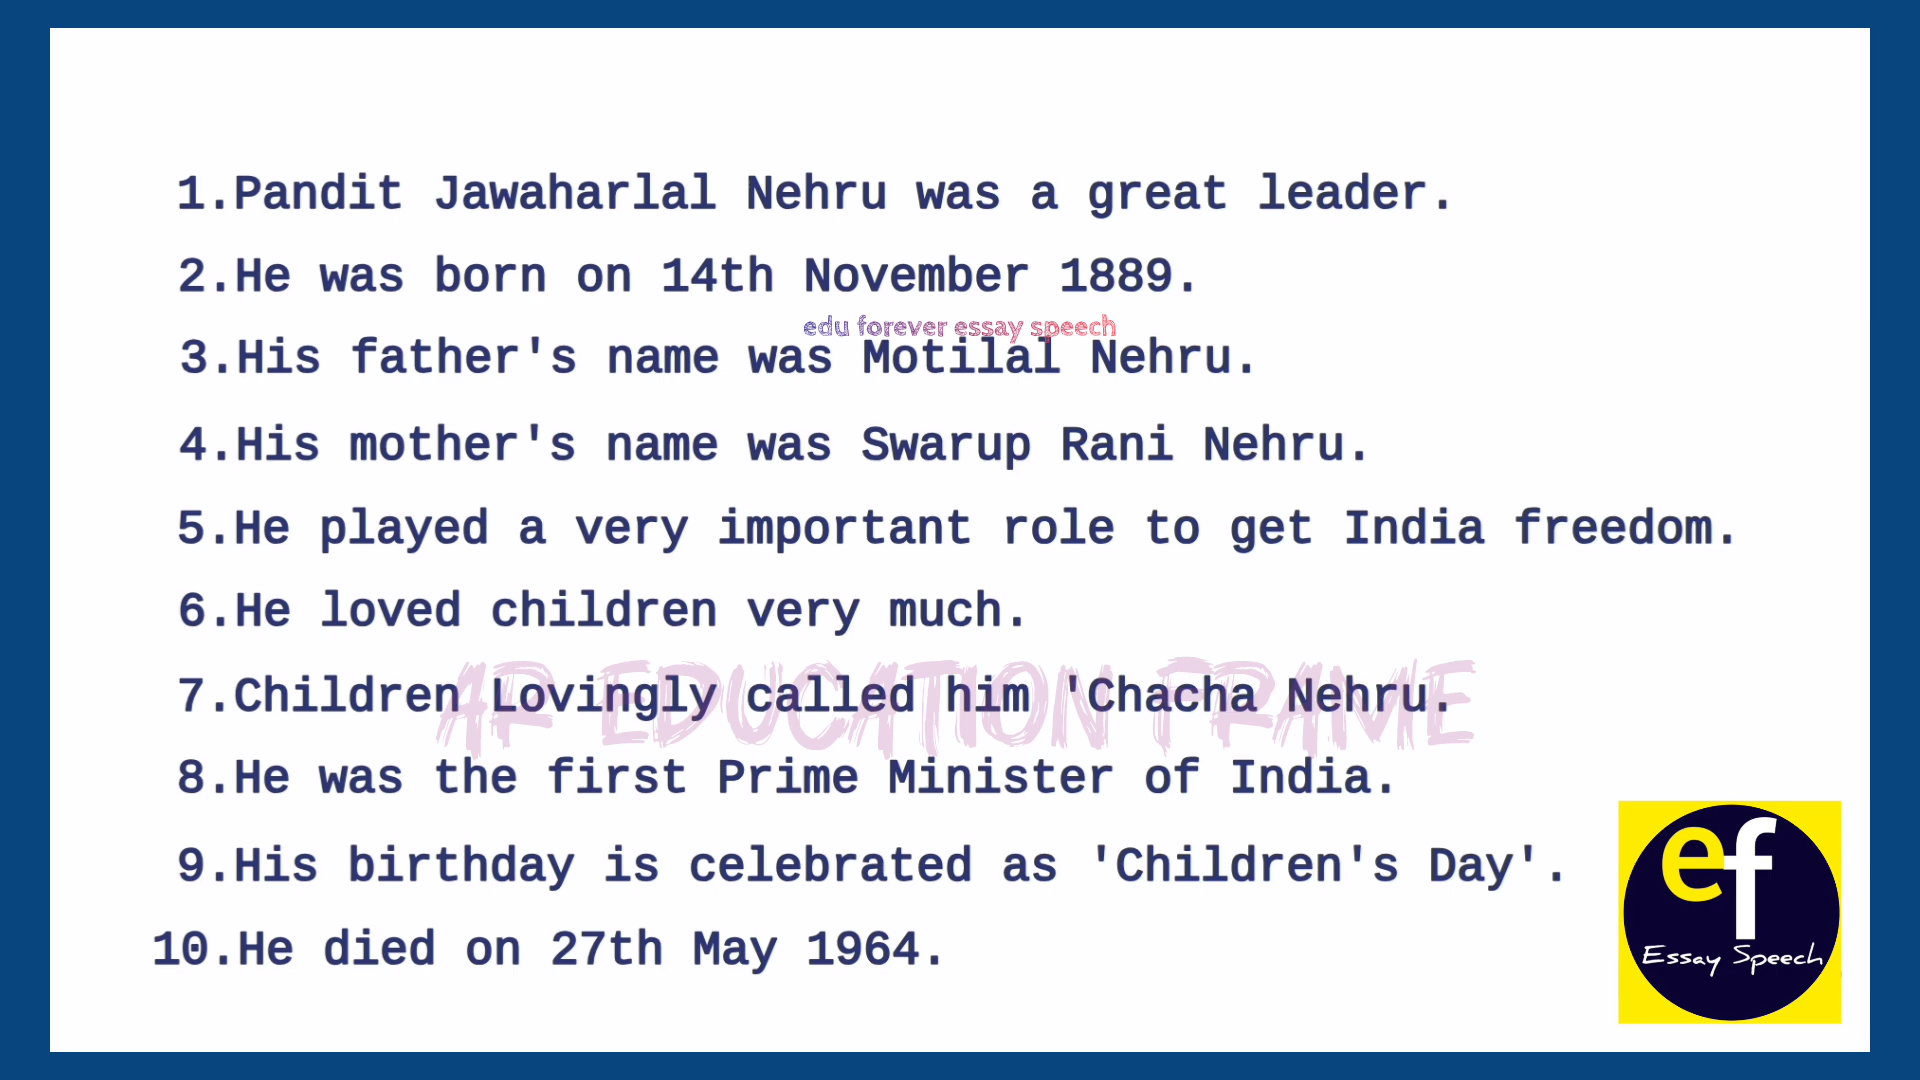 1.Pandit Jawaharlal Nehru was a great leader.
2.He was born on 14th November 1889.
edu forever essay speech
3.His father's name was Motilal Nehru.
4.His mother's name was Swarup Rani Nehru.
5.He played a very important role to get India freedom.
6.He loved children very much.
AR EDUCATION FRAME
7.Children Lovingly called him 'Chacha Nehru.
8.He was the first Prime Minister of India.
9.His birthday is celebrated as 'Children's Day'.
10.He died on 27th May 1964.
ef
Essay Speech